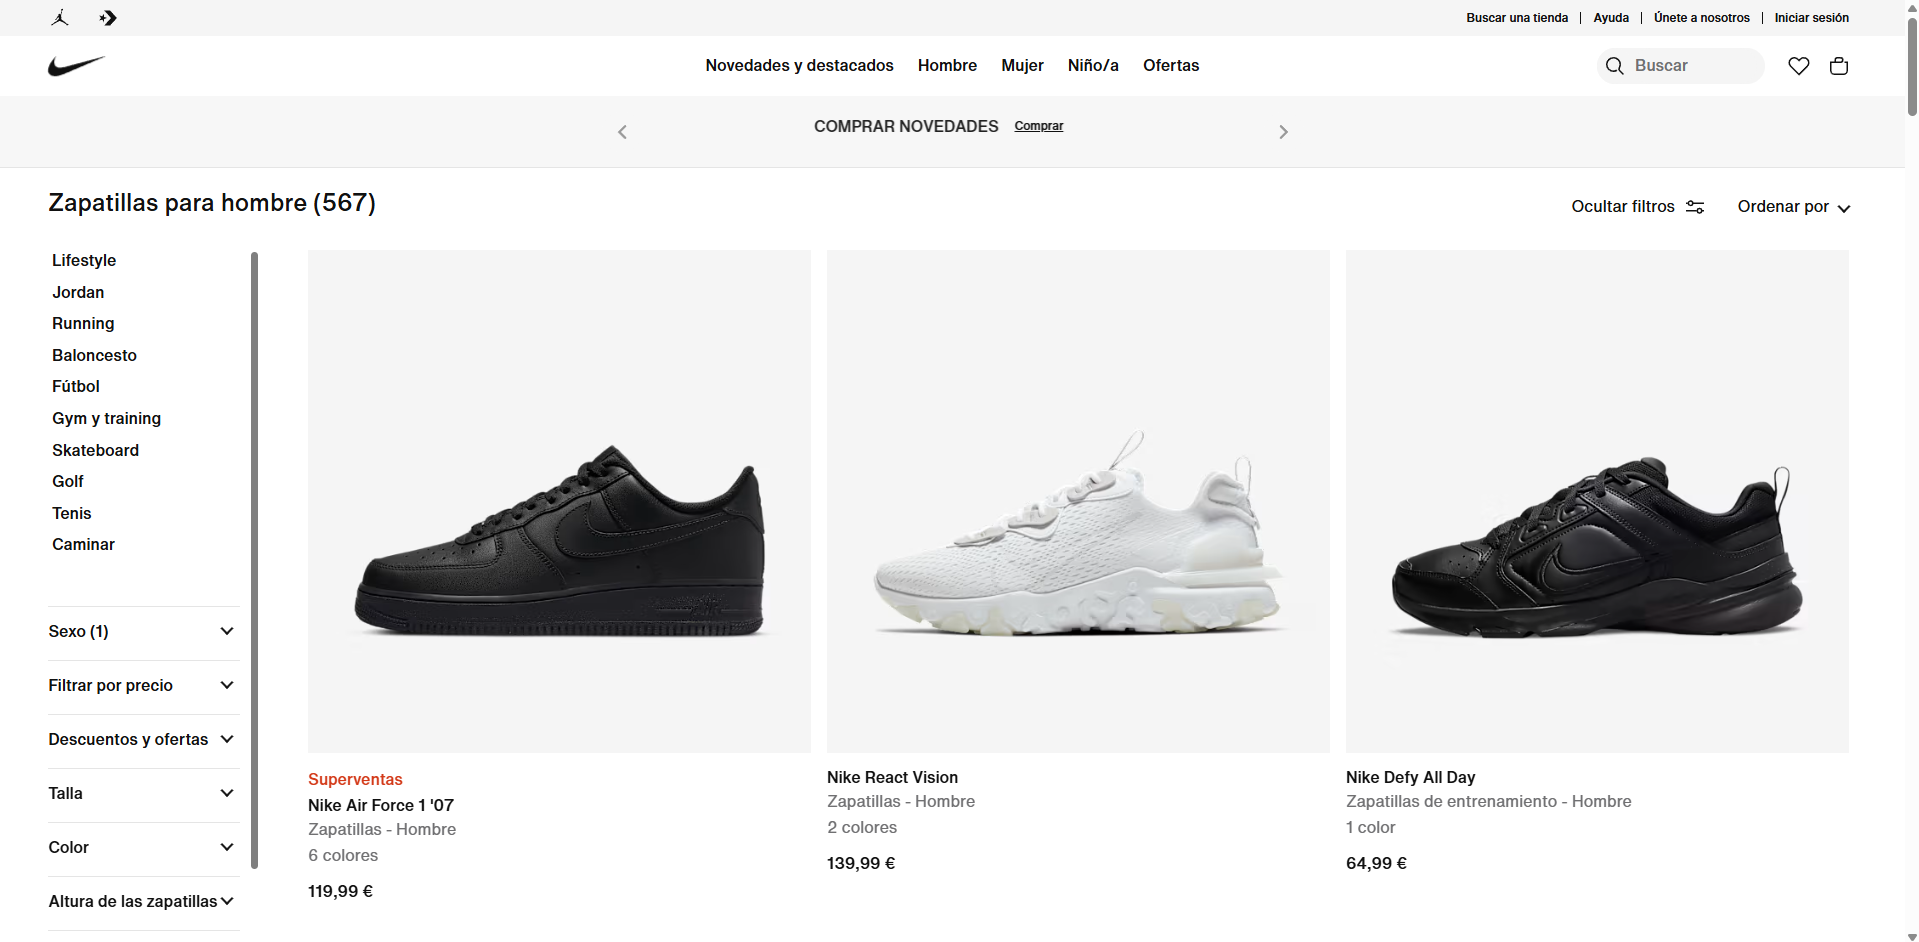 Buscar una tienda | Ayuda | Únete a nosotros | Iniciar sesión
Novedades y destacados Hombre Mujer Niño/a Ofertas
Buscar
COMPRAR NOVEDADES Comprar
Zapatillas para hombre (567)
Ocultar filtros Ordenar por
Lifestyle
Jordan
Running
Baloncesto
Fútbol
Gym y training
Skateboard
Golf
Tenis
Caminar
Sexo (1)
Filtrar por precio
Descuentos y ofertas
Talla
Color
Altura de las zapatillas
Superventas
Nike Air Force 1 '07
Zapatillas - Hombre
6 colores
119,99 €
Nike React Vision
Zapatillas - Hombre
2 colores
139,99 €
Nike Defy All Day
Zapatillas de entrenamiento - Hombre
1 color
64,99 €